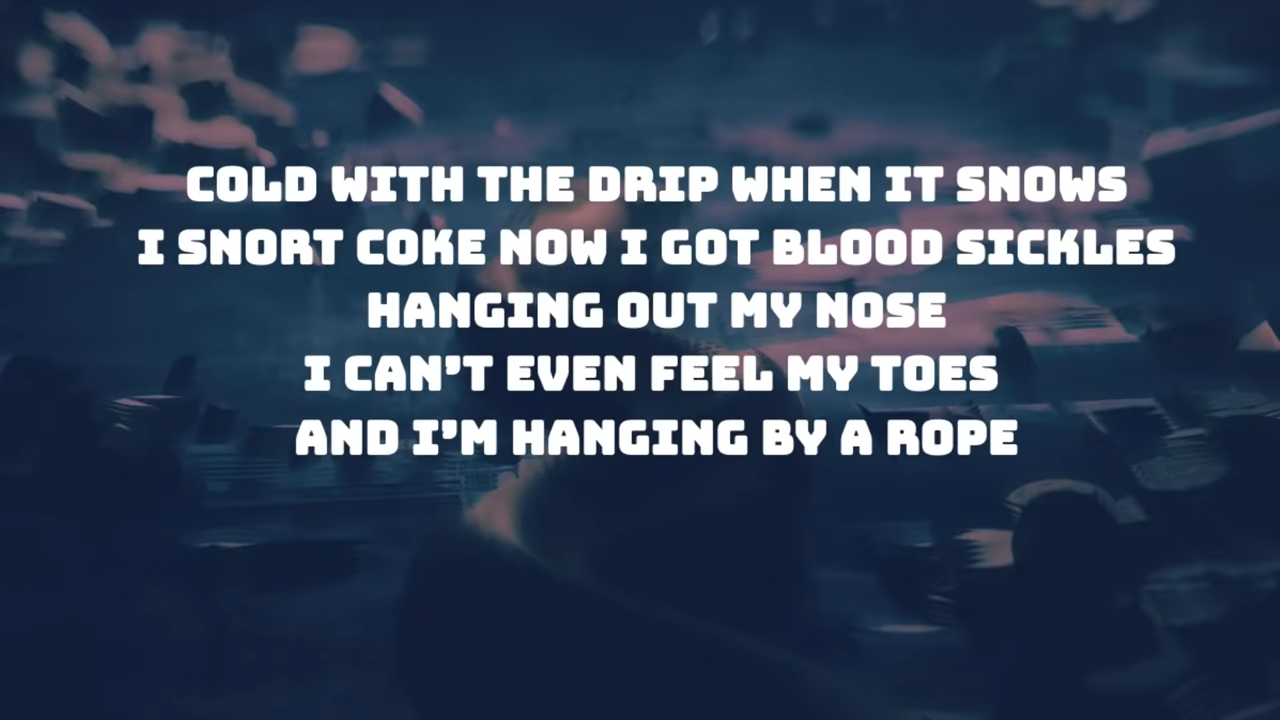 COLD WITH THE DRIP WHEN IT SNOWS
I SNORT COKE NOW I GOT BLOOD SICKLES
HANGING OUT MY NOSE
I CAN'T EVEN FEEL MY TOES
AND I'M HANGING BY A ROPE